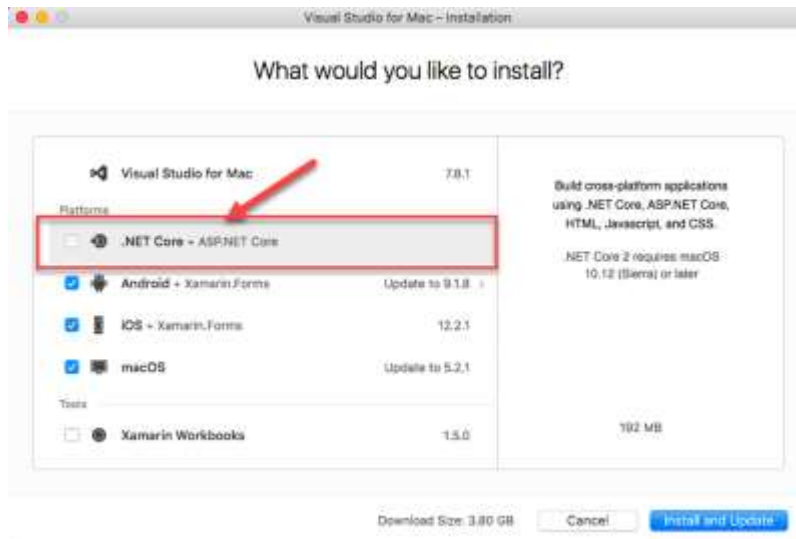 Visual Studio for Mac – Installation
What would you like to install?
Visual Studio for Mac 7.8.1
Platforms
.NET Core + ASP.NET Core
Android + Xamarin.Forms Update to 9.1.8
iOS + Xamarin.Forms 12.2.1
macOS Update to 5.2.1
Tools
Xamarin Workbooks 1.5.0
Build cross-platform applications
using .NET Core, ASP.NET Core,
HTML, Javascript, and CSS.
.NET Core 2 requires macOS
10.12 (Sierra) or later
192 MB
Download Size: 3.80 GB Cancel Install and Update